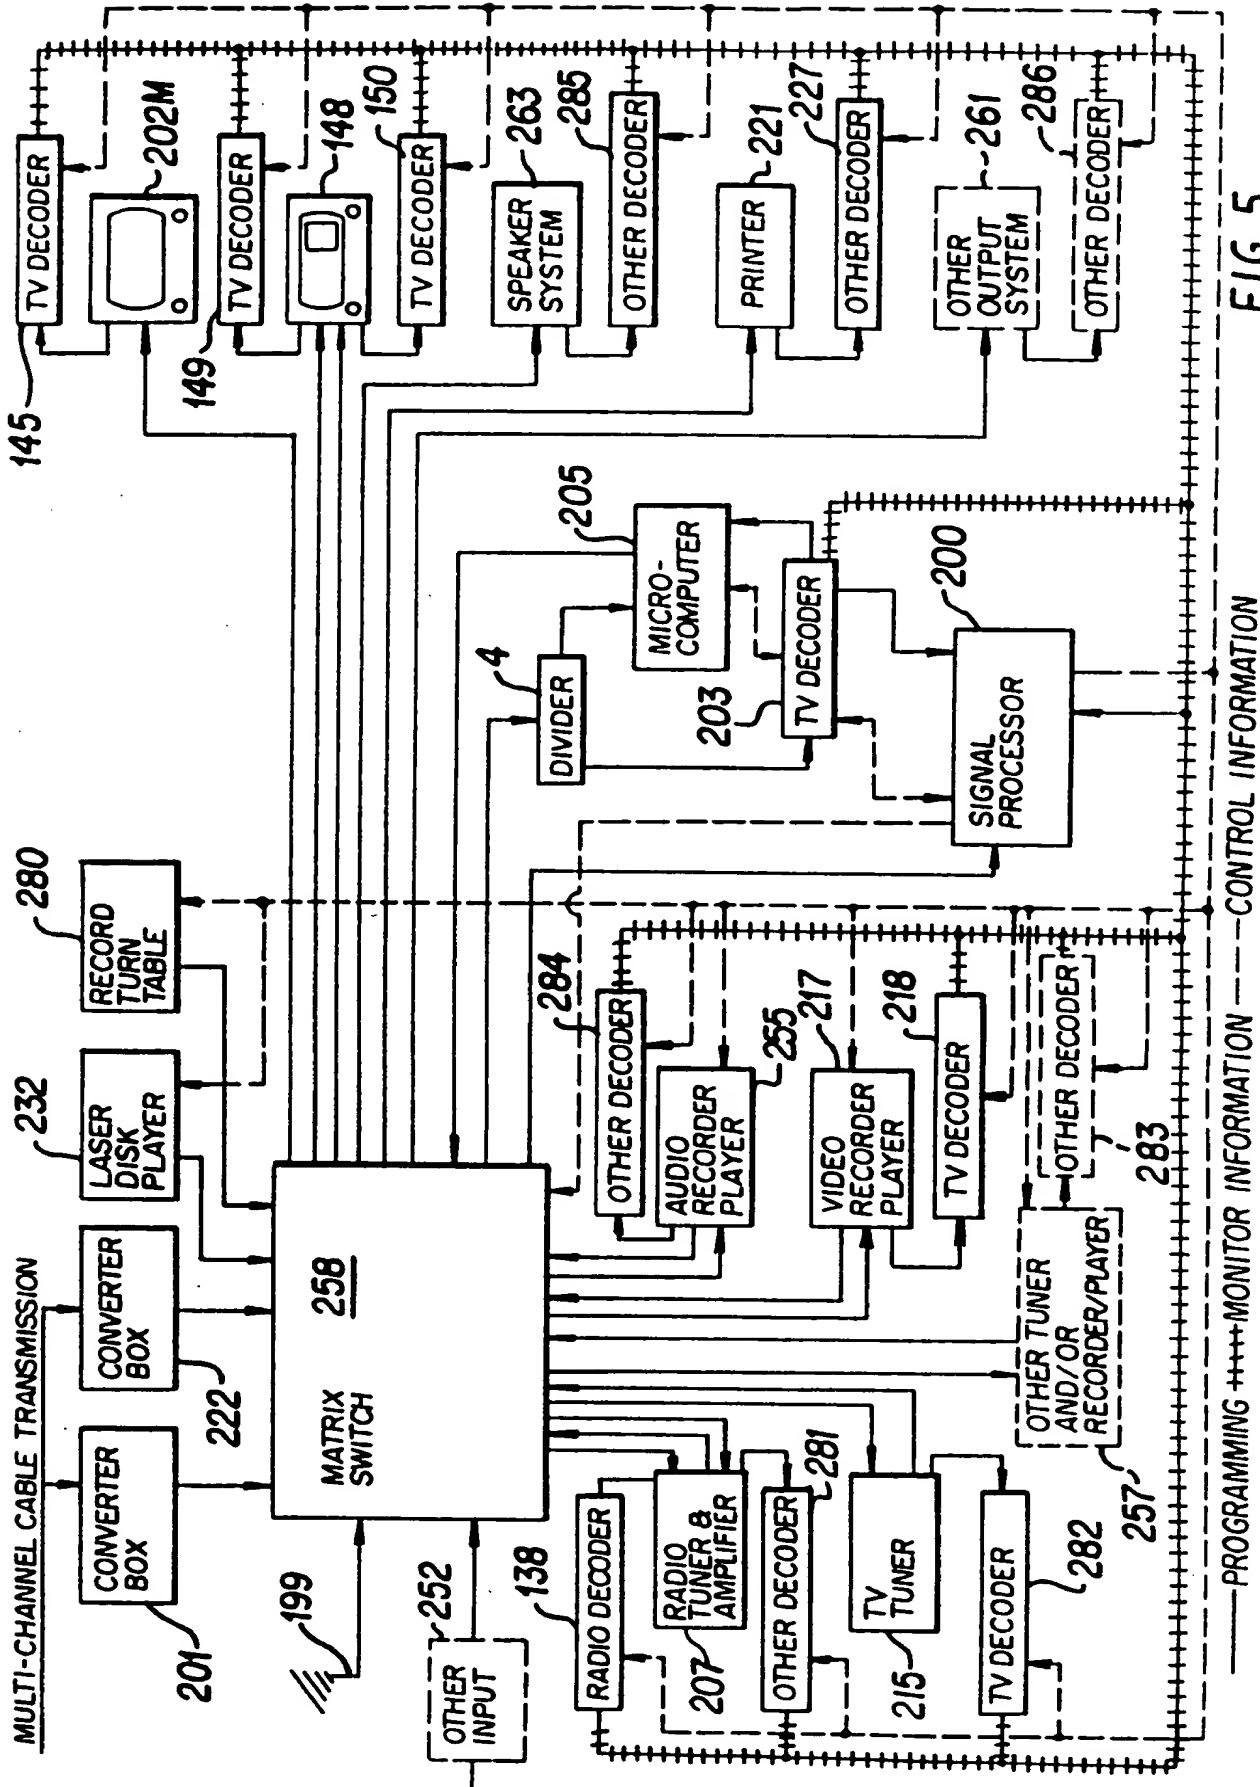 MULTI-CHANNEL CABLE TRANSMISSION
201
CONVERTER
BOX
222
CONVERTER
BOX
232
LASER
DISK
PLAYER
280
RECORD
TURN
TABLE
199
252
OTHER
INPUT
MATRIX
SWITCH
258
145
TV DECODER
202M
149
TV DECODER
148
150
TV DECODER
263
SPEAKER
SYSTEM
285
OTHER DECODER
221
PRINTER
227
OTHER DECODER
261
OTHER
OUTPUT
SYSTEM
286
OTHER DECODER
4
DIVIDER
205
MICRO-
COMPUTER
203
TV DECODER
200
SIGNAL
PROCESSOR
138
RADIO DECODER
207
RADIO
TUNER &
AMPLIFIER
281
OTHER DECODER
215
TV
TUNER
282
TV DECODER
257
OTHER TUNER
AND/OR
RECORDER/PLAYER
284
OTHER DECODER
255
AUDIO
RECORDER
PLAYER
217
VIDEO
RECORDER
PLAYER
218
TV DECODER
283
OTHER DECODER
PROGRAMMING MONITOR INFORMATION CONTROL INFORMATION
FIG. 5